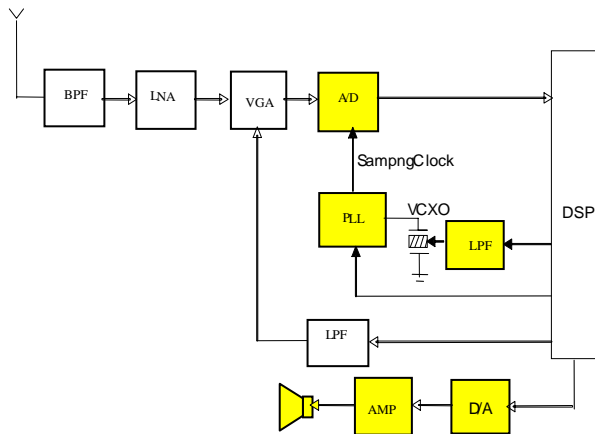 BPF
LNA
VGA
A/D
SampngClock
PLL
VCXO
LPF
DSP
LPF
AMP
D/A